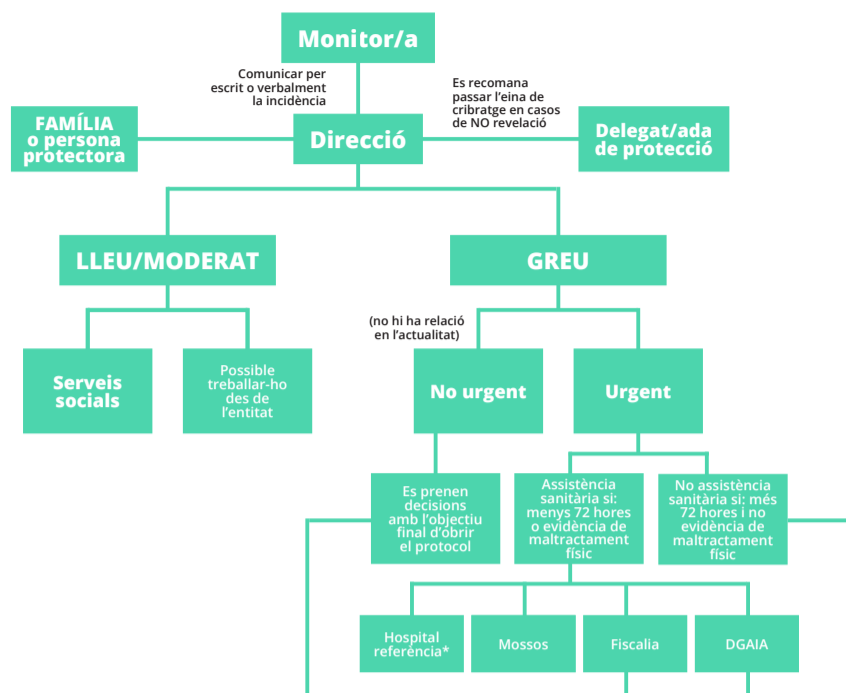 Monitor/a
Comunicar per
escrit o verbalment
la incidència
Es recomana
passar l'eina de
cribratge en casos
de NO revelació
FAMÍLIA
o persona
protectora
Direcció
Delegat/ada
de protecció
LLEU/MODERAT
GREU
(no hi ha relació
en l'actualitat)
Serveis
socials
Possible
treballar-ho
des de
l'entitat
No urgent
Urgent
Es prenen
decisions
amb l'objectiu
final d'obrir
el protocol
Assistència
sanitària si:
menys 72 hores
o evidència de
maltractament
físic
No assistència
sanitària si: més
72 hores i no
evidència de
maltractament
físic
Hospital
referència*
Mossos
Fiscalia
DGAIA